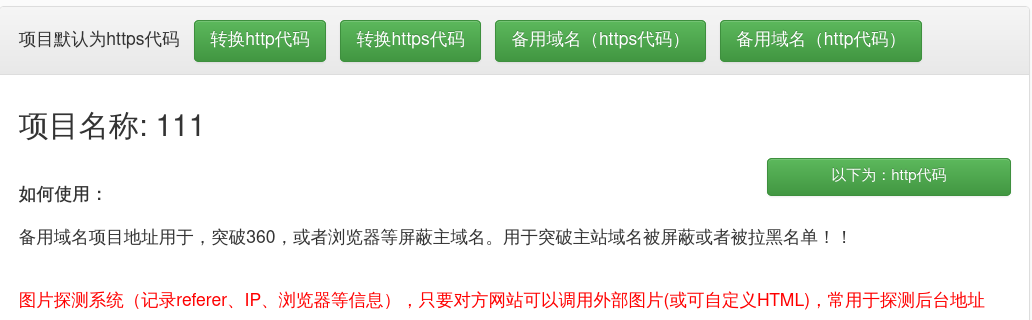 项目默认为https代码 转换http代码 转换https代码 备用域名（https代码） 备用域名（http代码）
项目名称: 111
以下为：http代码
如何使用：
备用域名项目地址用于，突破360，或者浏览器等屏蔽主域名。用于突破主站域名被屏蔽或者被拉黑名单！！
图片探测系统（记录referer、IP、浏览器等信息），只要对方网站可以调用外部图片(或可自定义HTML)，常用于探测后台地址